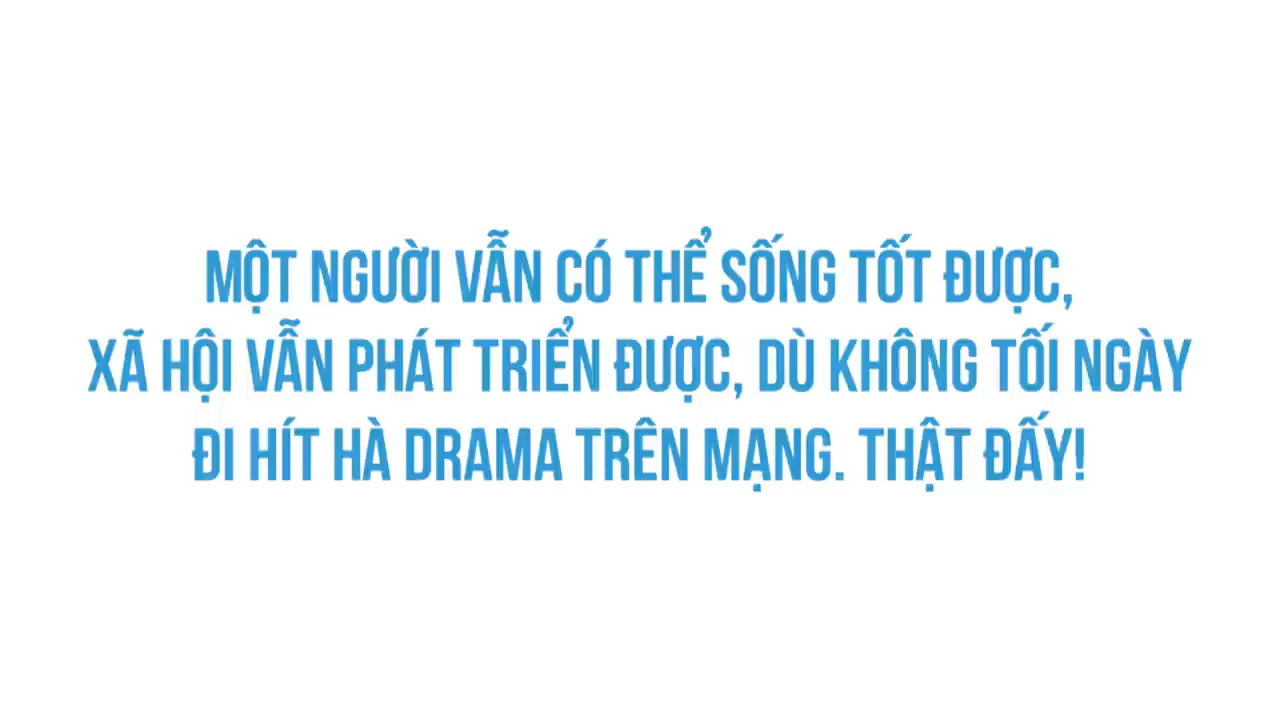 MỘT NGƯỜI VẪN CÓ THỂ SỐNG TỐT ĐƯỢC,
XÃ HỘI VẪN PHÁT TRIỂN ĐƯỢC, DÙ KHÔNG TỐI NGÀY
ĐI HÍT HÀ DRAMA TRÊN MẠNG. THẬT ĐẤY!